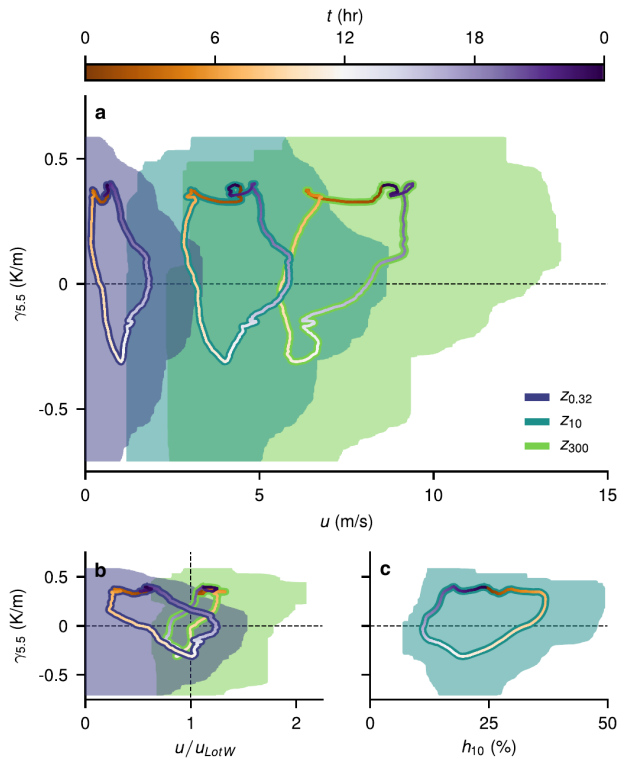 t (hr)
0 6 12 18 0
a
γ5.5 (K/m)
0.5
0
-0.5
z0.32
z10
z300
0 5 10 15
u (m/s)
b
γ5.5 (K/m)
0.5
0
-0.5
0 1 2
u/uLotW
c
0 25 50
h10 (%)